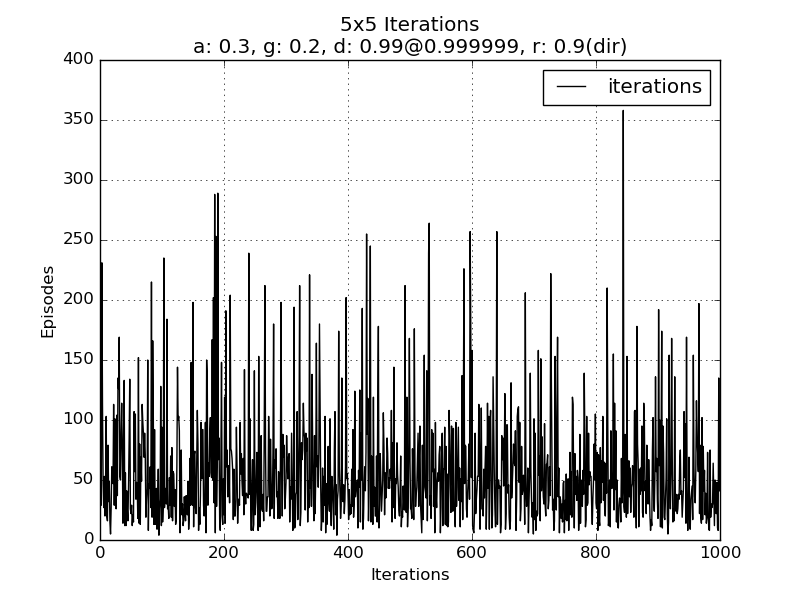 5x5 Iterations
a: 0.3, g: 0.2, d: 0.99@0.999999, r: 0.9(dir)
400
iterations
350
300
250
200
150
100
50
0
Episodes
0 200 400 600 800 1000
Iterations